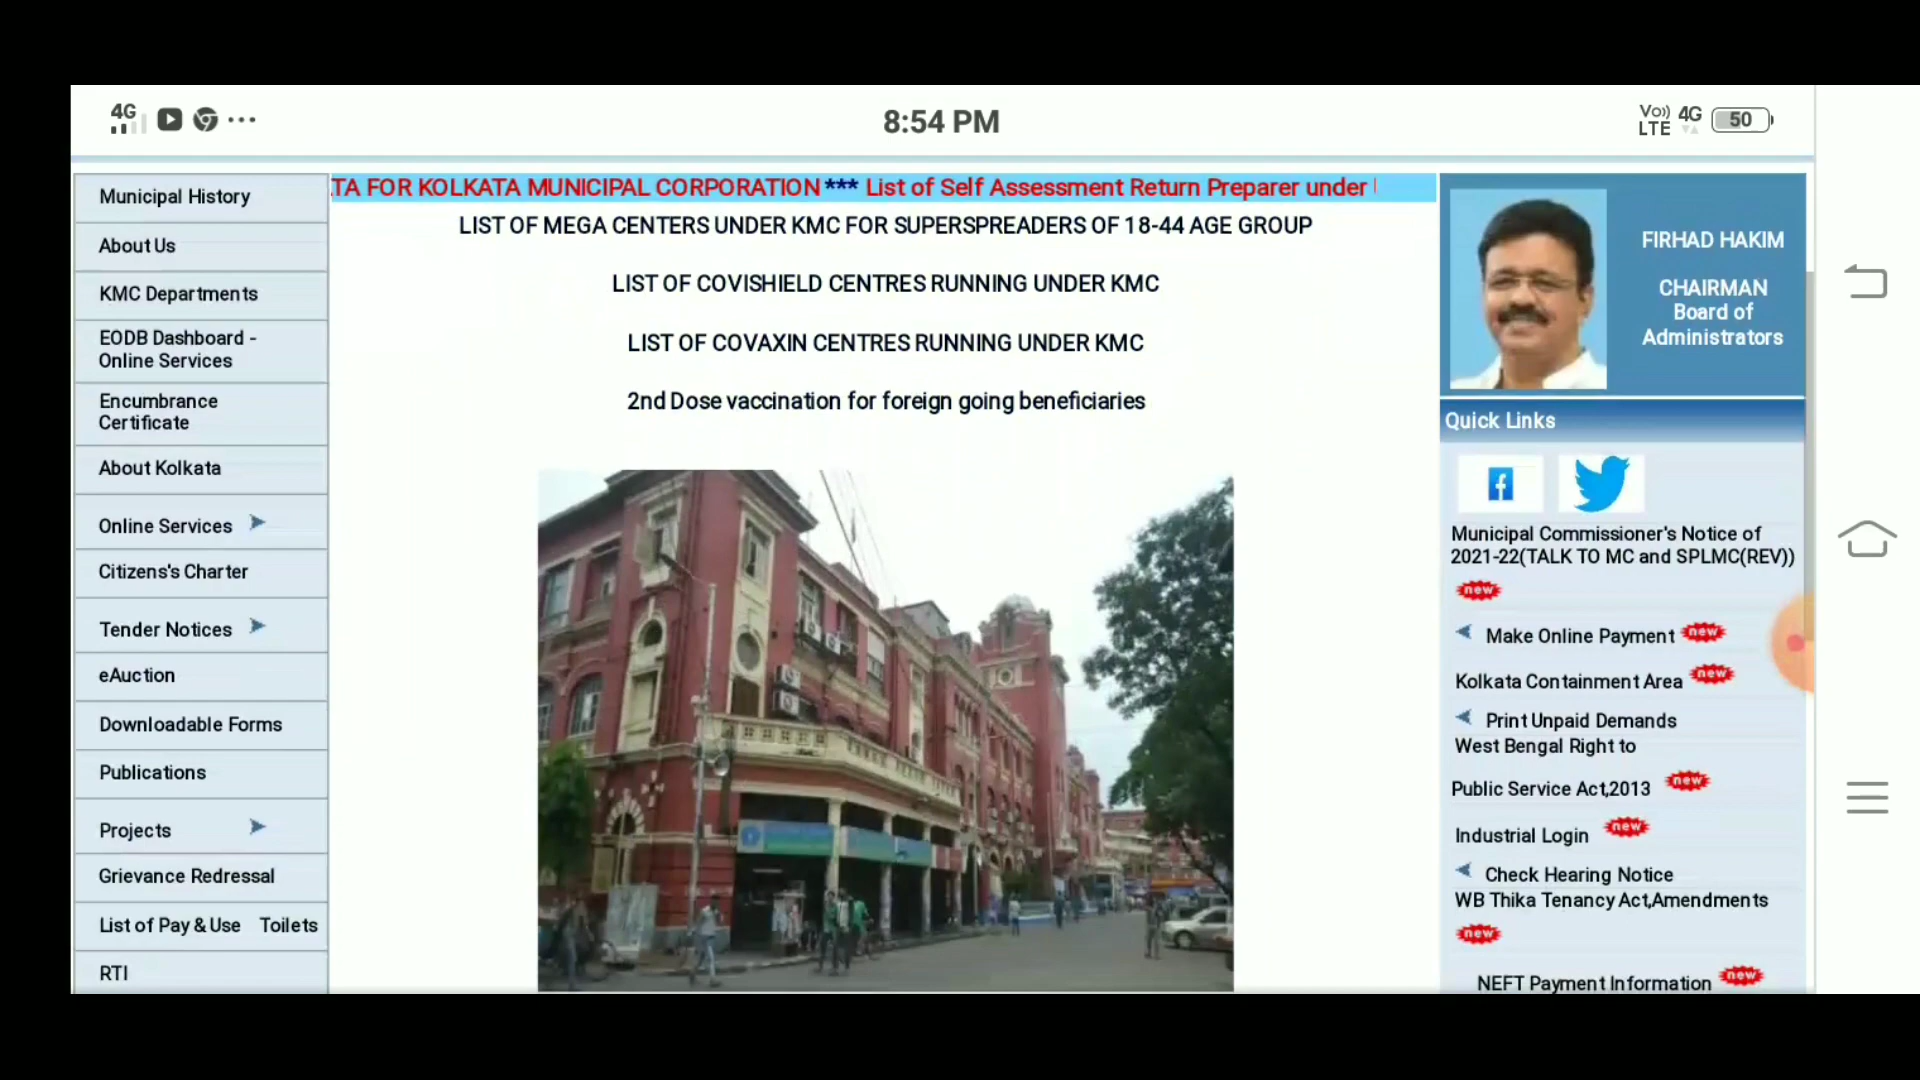 4G
8:54 PM
Vo)) LTE 4G 50
Municipal History
About Us
KMC Departments
EODB Dashboard -
Online Services
Encumbrance
Certificate
About Kolkata
Online Services
Citizens's Charter
Tender Notices
eAuction
Downloadable Forms
Publications
Projects
Grievance Redressal
List of Pay & Use Toilets
RTI
TA FOR KOLKATA MUNICIPAL CORPORATION *** List of Self Assessment Return Preparer under
LIST OF MEGA CENTERS UNDER KMC FOR SUPERSPREADERS OF 18-44 AGE GROUP
LIST OF COVISHIELD CENTRES RUNNING UNDER KMC
LIST OF COVAXIN CENTRES RUNNING UNDER KMC
2nd Dose vaccination for foreign going beneficiaries
FIRHAD HAKIM
CHAIRMAN
Board of
Administrators
Quick Links
Municipal Commissioner's Notice of
2021-22(TALK TO MC and SPLMC(REV))
new
Make Online Payment new
Kolkata Containment Area new
Print Unpaid Demands
West Bengal Right to
Public Service Act,2013 new
Industrial Login new
Check Hearing Notice
WB Thika Tenancy Act,Amendments
new
NEFT Payment Information new